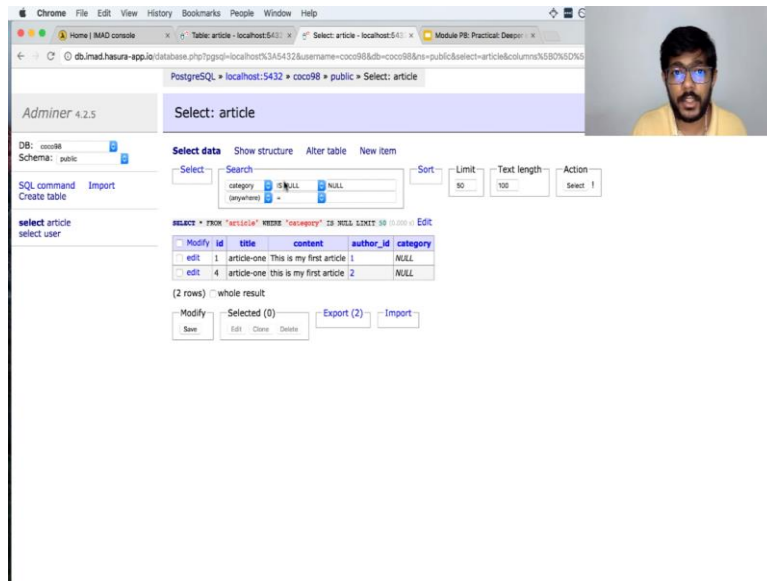 Chrome File Edit View History Bookmarks People Window Help
Home | IMAD console × Table: article - localhost:543 × Select: article - localhost:543 × Module P8: Practical: Deeper ×
db.imad.hasura-app.io/database.php?pgsql=localhost%3A5432&username=coco98&db=coco98&ns=public&select=article&columns%5B0%5D%5
PostgreSQL » localhost:5432 » coco98 » public » Select: article
Adminer 4.2.5
Select: article
DB: coco98
Schema: public
SQL command Import
Create table
select article
select user
Select data Show structure Alter table New item
Select Search Sort Limit Text length Action
category IS NULL NULL 50 100 Select !
(anywhere) =
SELECT * FROM "article" WHERE "category" IS NULL LIMIT 50 (0.000 s) Edit
Modify id title content author_id category
edit 1 article-one This is my first article 1 NULL
edit 4 article-one this is my first article 2 NULL
(2 rows) whole result
Modify Selected (0) Export (2) Import
Save Edit Clone Delete